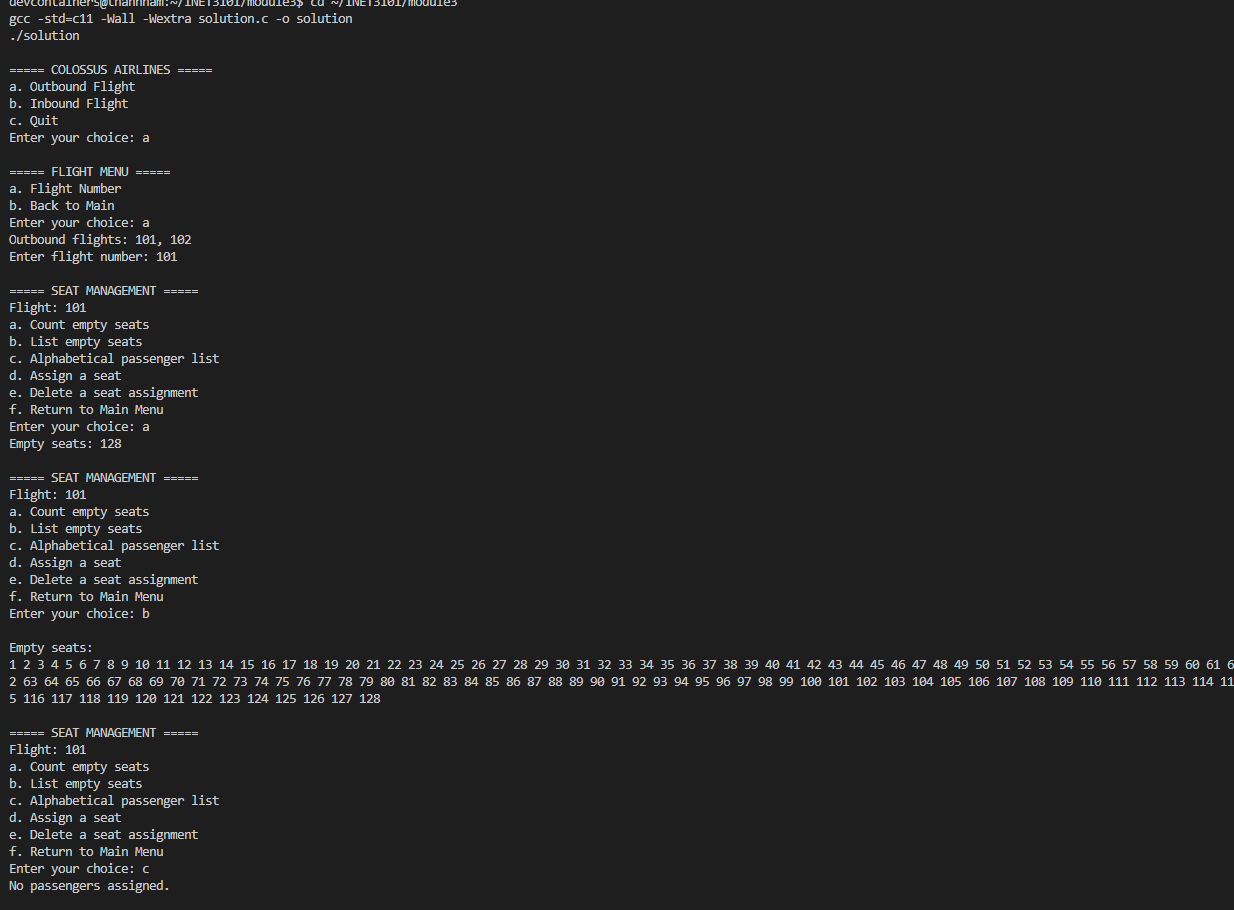 devcontainers@thannham:~/INET3101/module3$ cd ~/INET3101/module3
gcc -std=c11 -Wall -Wextra solution.c -o solution
./solution
===== COLOSSUS AIRLINES =====
a. Outbound Flight
b. Inbound Flight
c. Quit
Enter your choice: a
===== FLIGHT MENU =====
a. Flight Number
b. Back to Main
Enter your choice: a
Outbound flights: 101, 102
Enter flight number: 101
===== SEAT MANAGEMENT =====
Flight: 101
a. Count empty seats
b. List empty seats
c. Alphabetical passenger list
d. Assign a seat
e. Delete a seat assignment
f. Return to Main Menu
Enter your choice: a
Empty seats: 128
===== SEAT MANAGEMENT =====
Flight: 101
a. Count empty seats
b. List empty seats
c. Alphabetical passenger list
d. Assign a seat
e. Delete a seat assignment
f. Return to Main Menu
Enter your choice: b
Empty seats:
1 2 3 4 5 6 7 8 9 10 11 12 13 14 15 16 17 18 19 20 21 22 23 24 25 26 27 28 29 30 31 32 33 34 35 36 37 38 39 40 41 42 43 44 45 46 47 48 49 50 51 52 53 54 55 56 57 58 59 60 61 6
2 63 64 65 66 67 68 69 70 71 72 73 74 75 76 77 78 79 80 81 82 83 84 85 86 87 88 89 90 91 92 93 94 95 96 97 98 99 100 101 102 103 104 105 106 107 108 109 110 111 112 113 114 11
5 116 117 118 119 120 121 122 123 124 125 126 127 128
===== SEAT MANAGEMENT =====
Flight: 101
a. Count empty seats
b. List empty seats
c. Alphabetical passenger list
d. Assign a seat
e. Delete a seat assignment
f. Return to Main Menu
Enter your choice: c
No passengers assigned.